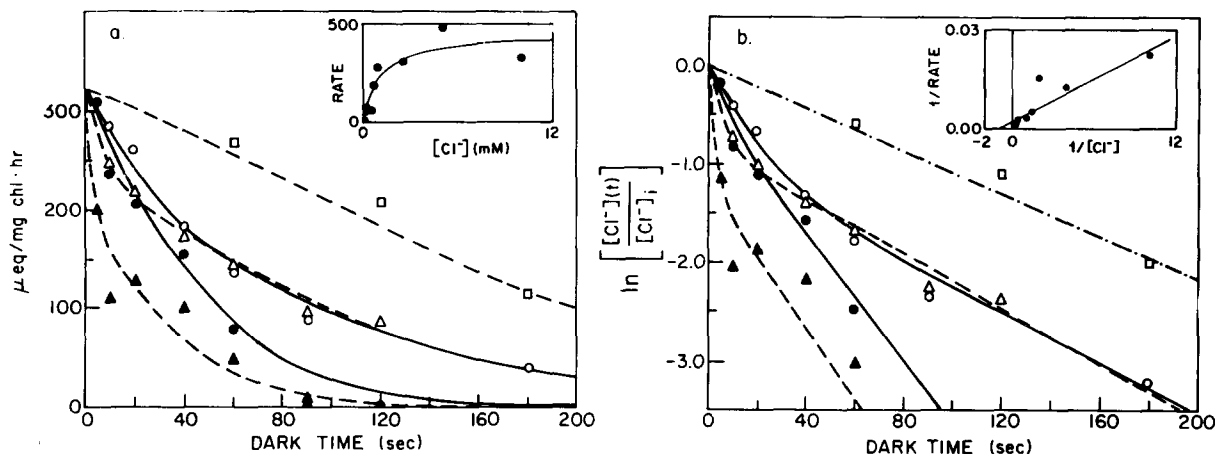 a.
μeq/mg chl · hr
300
200
100
0
0
40
80
120
160
200
DARK TIME (sec)
500
RATE
0
0
12
[Cl⁻] (mM)
b.
ln [ [Cl⁻](t) / [Cl⁻]i ]
0.0
-1.0
-2.0
-3.0
0
40
80
120
160
200
DARK TIME (sec)
0.03
1/RATE
0.00
-2
0
12
1/[Cl⁻]